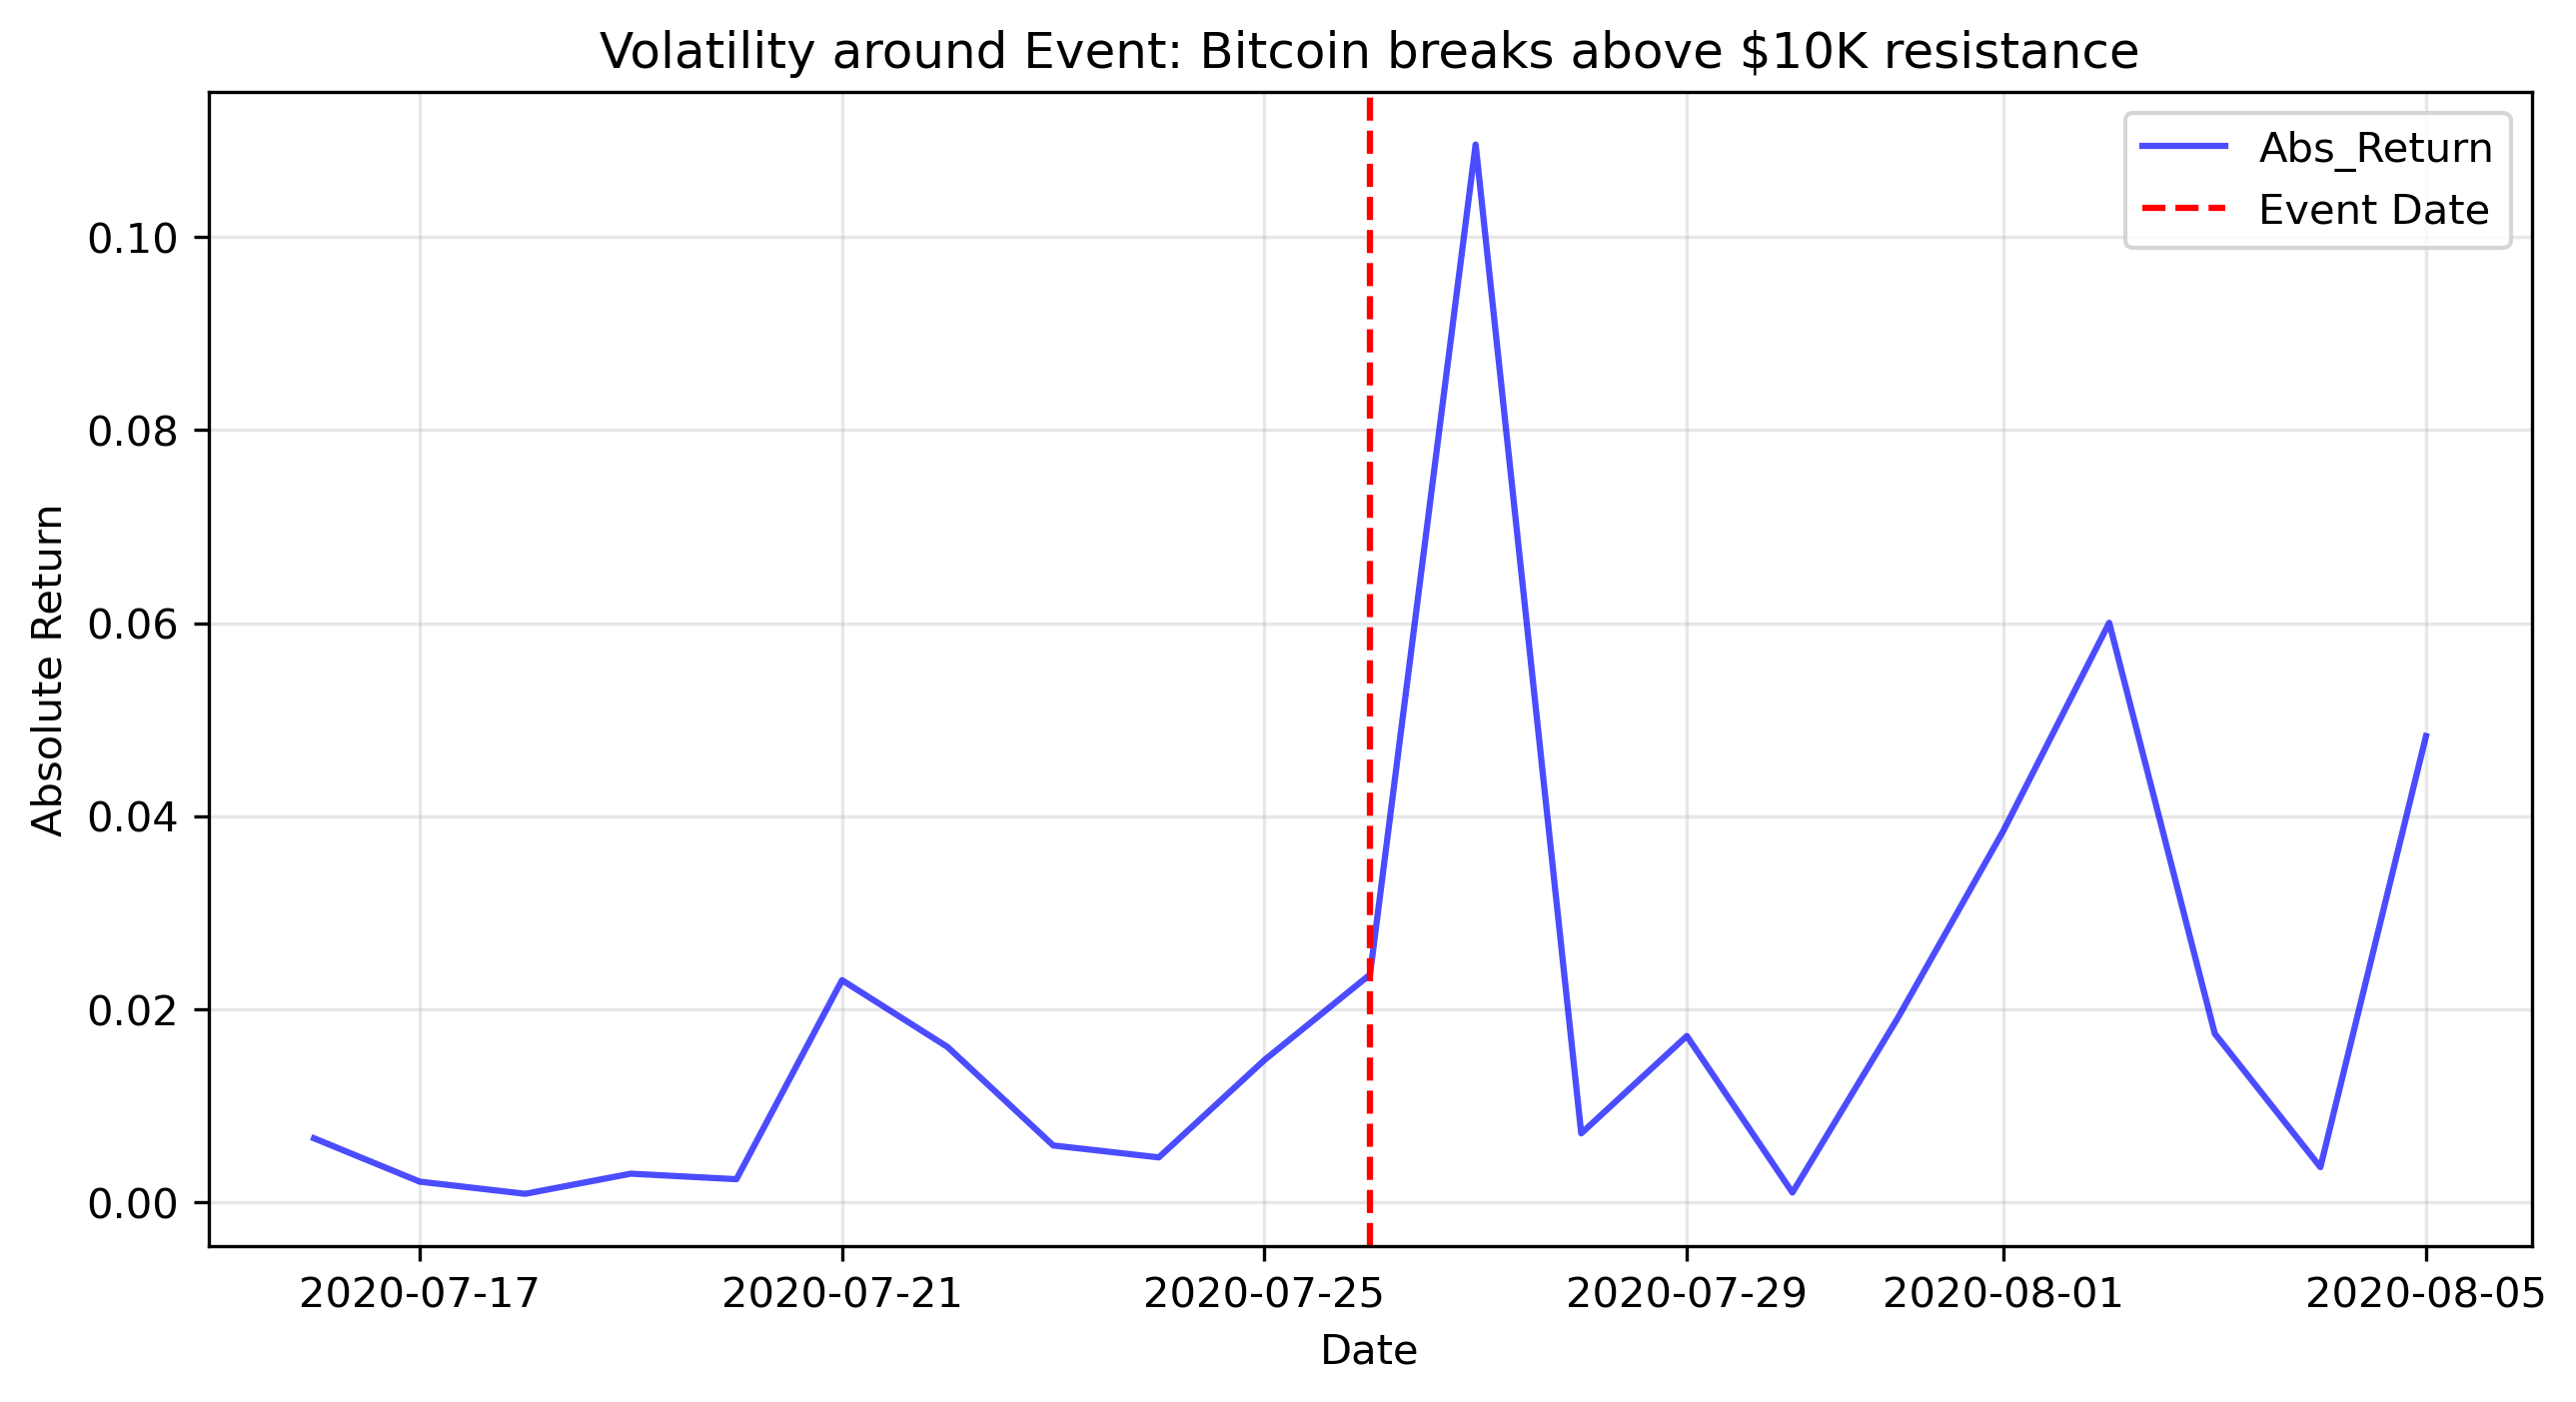 Volatility around Event: Bitcoin breaks above $10K resistance
Abs_Return
Event Date
Absolute Return
0.10
0.08
0.06
0.04
0.02
0.00
2020-07-17 2020-07-21 2020-07-25 2020-07-29 2020-08-01 2020-08-05
Date